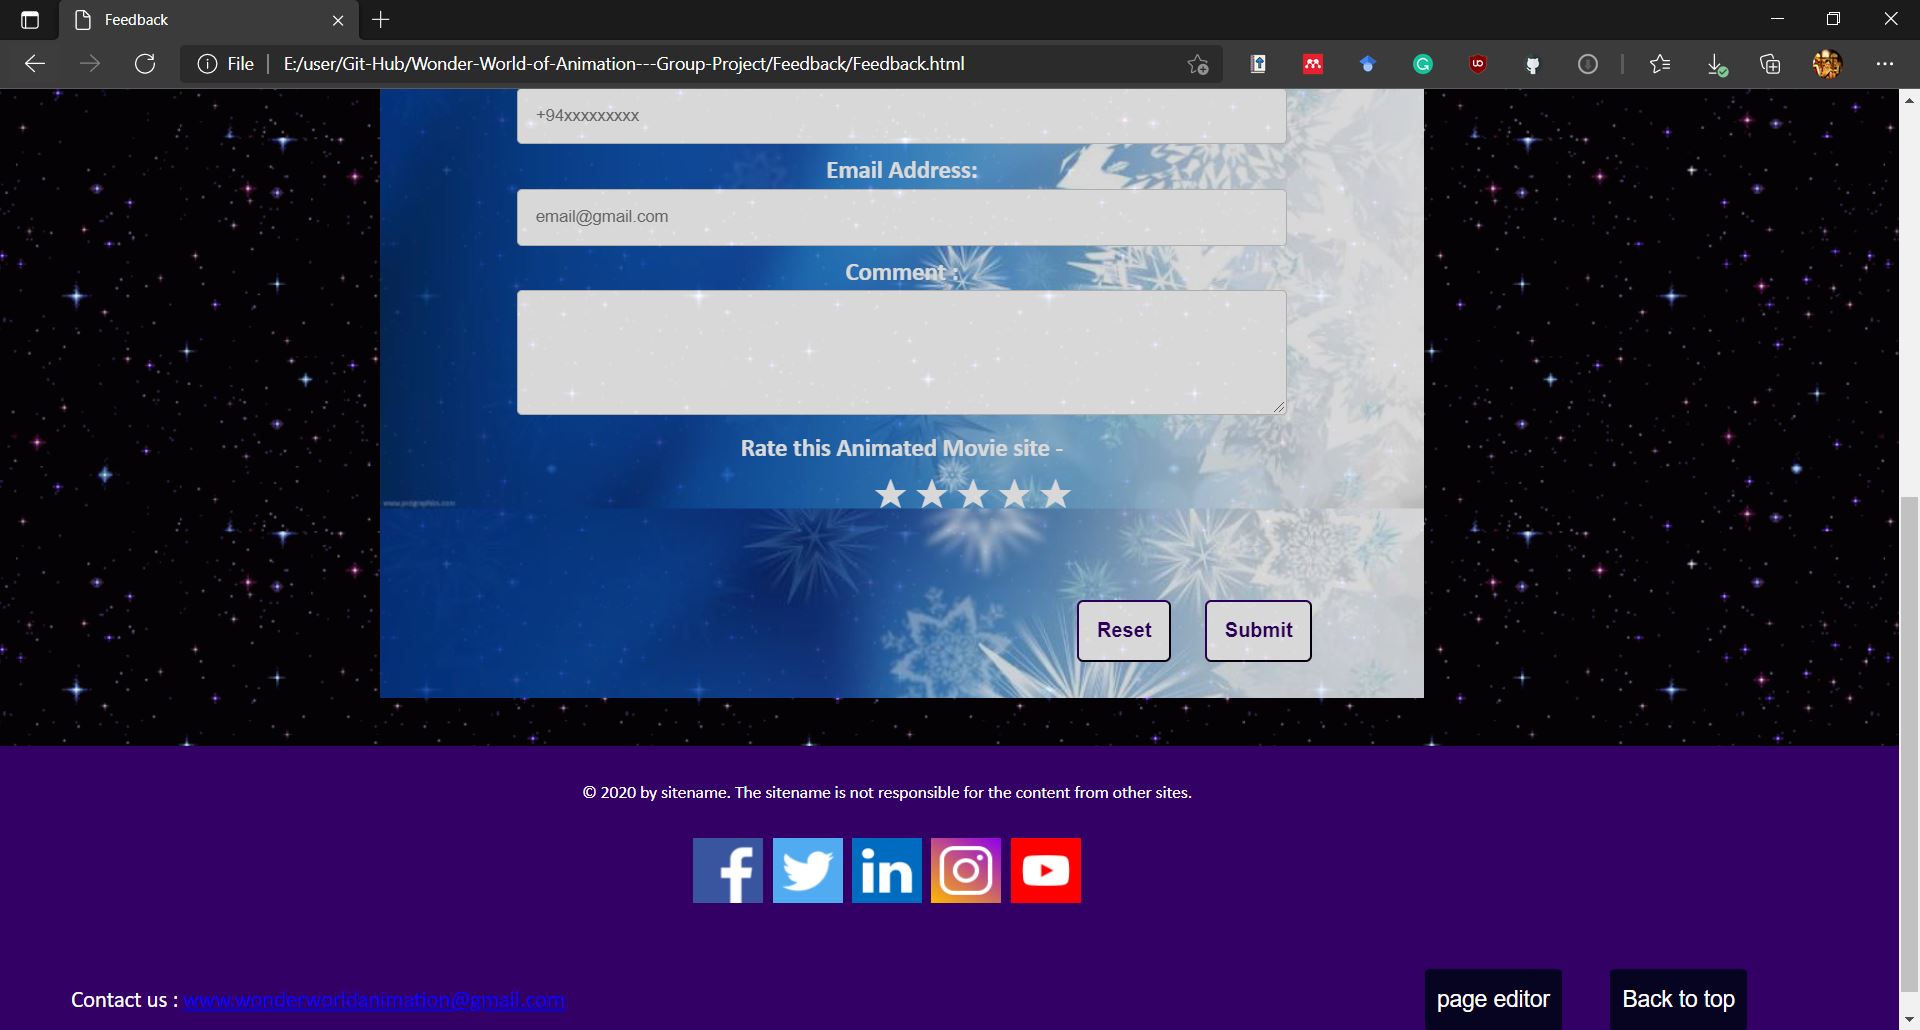 Feedback
File
E:/user/Git-Hub/Wonder-World-of-Animation---Group-Project/Feedback/Feedback.html
+94xxxxxxxxx
Email Address:
email@gmail.com
Comment :
Rate this Animated Movie site -
Reset
Submit
© 2020 by sitename. The sitename is not responsible for the content from other sites.
Contact us : www.wonderworldanimation@gmail.com
page editor
Back to top